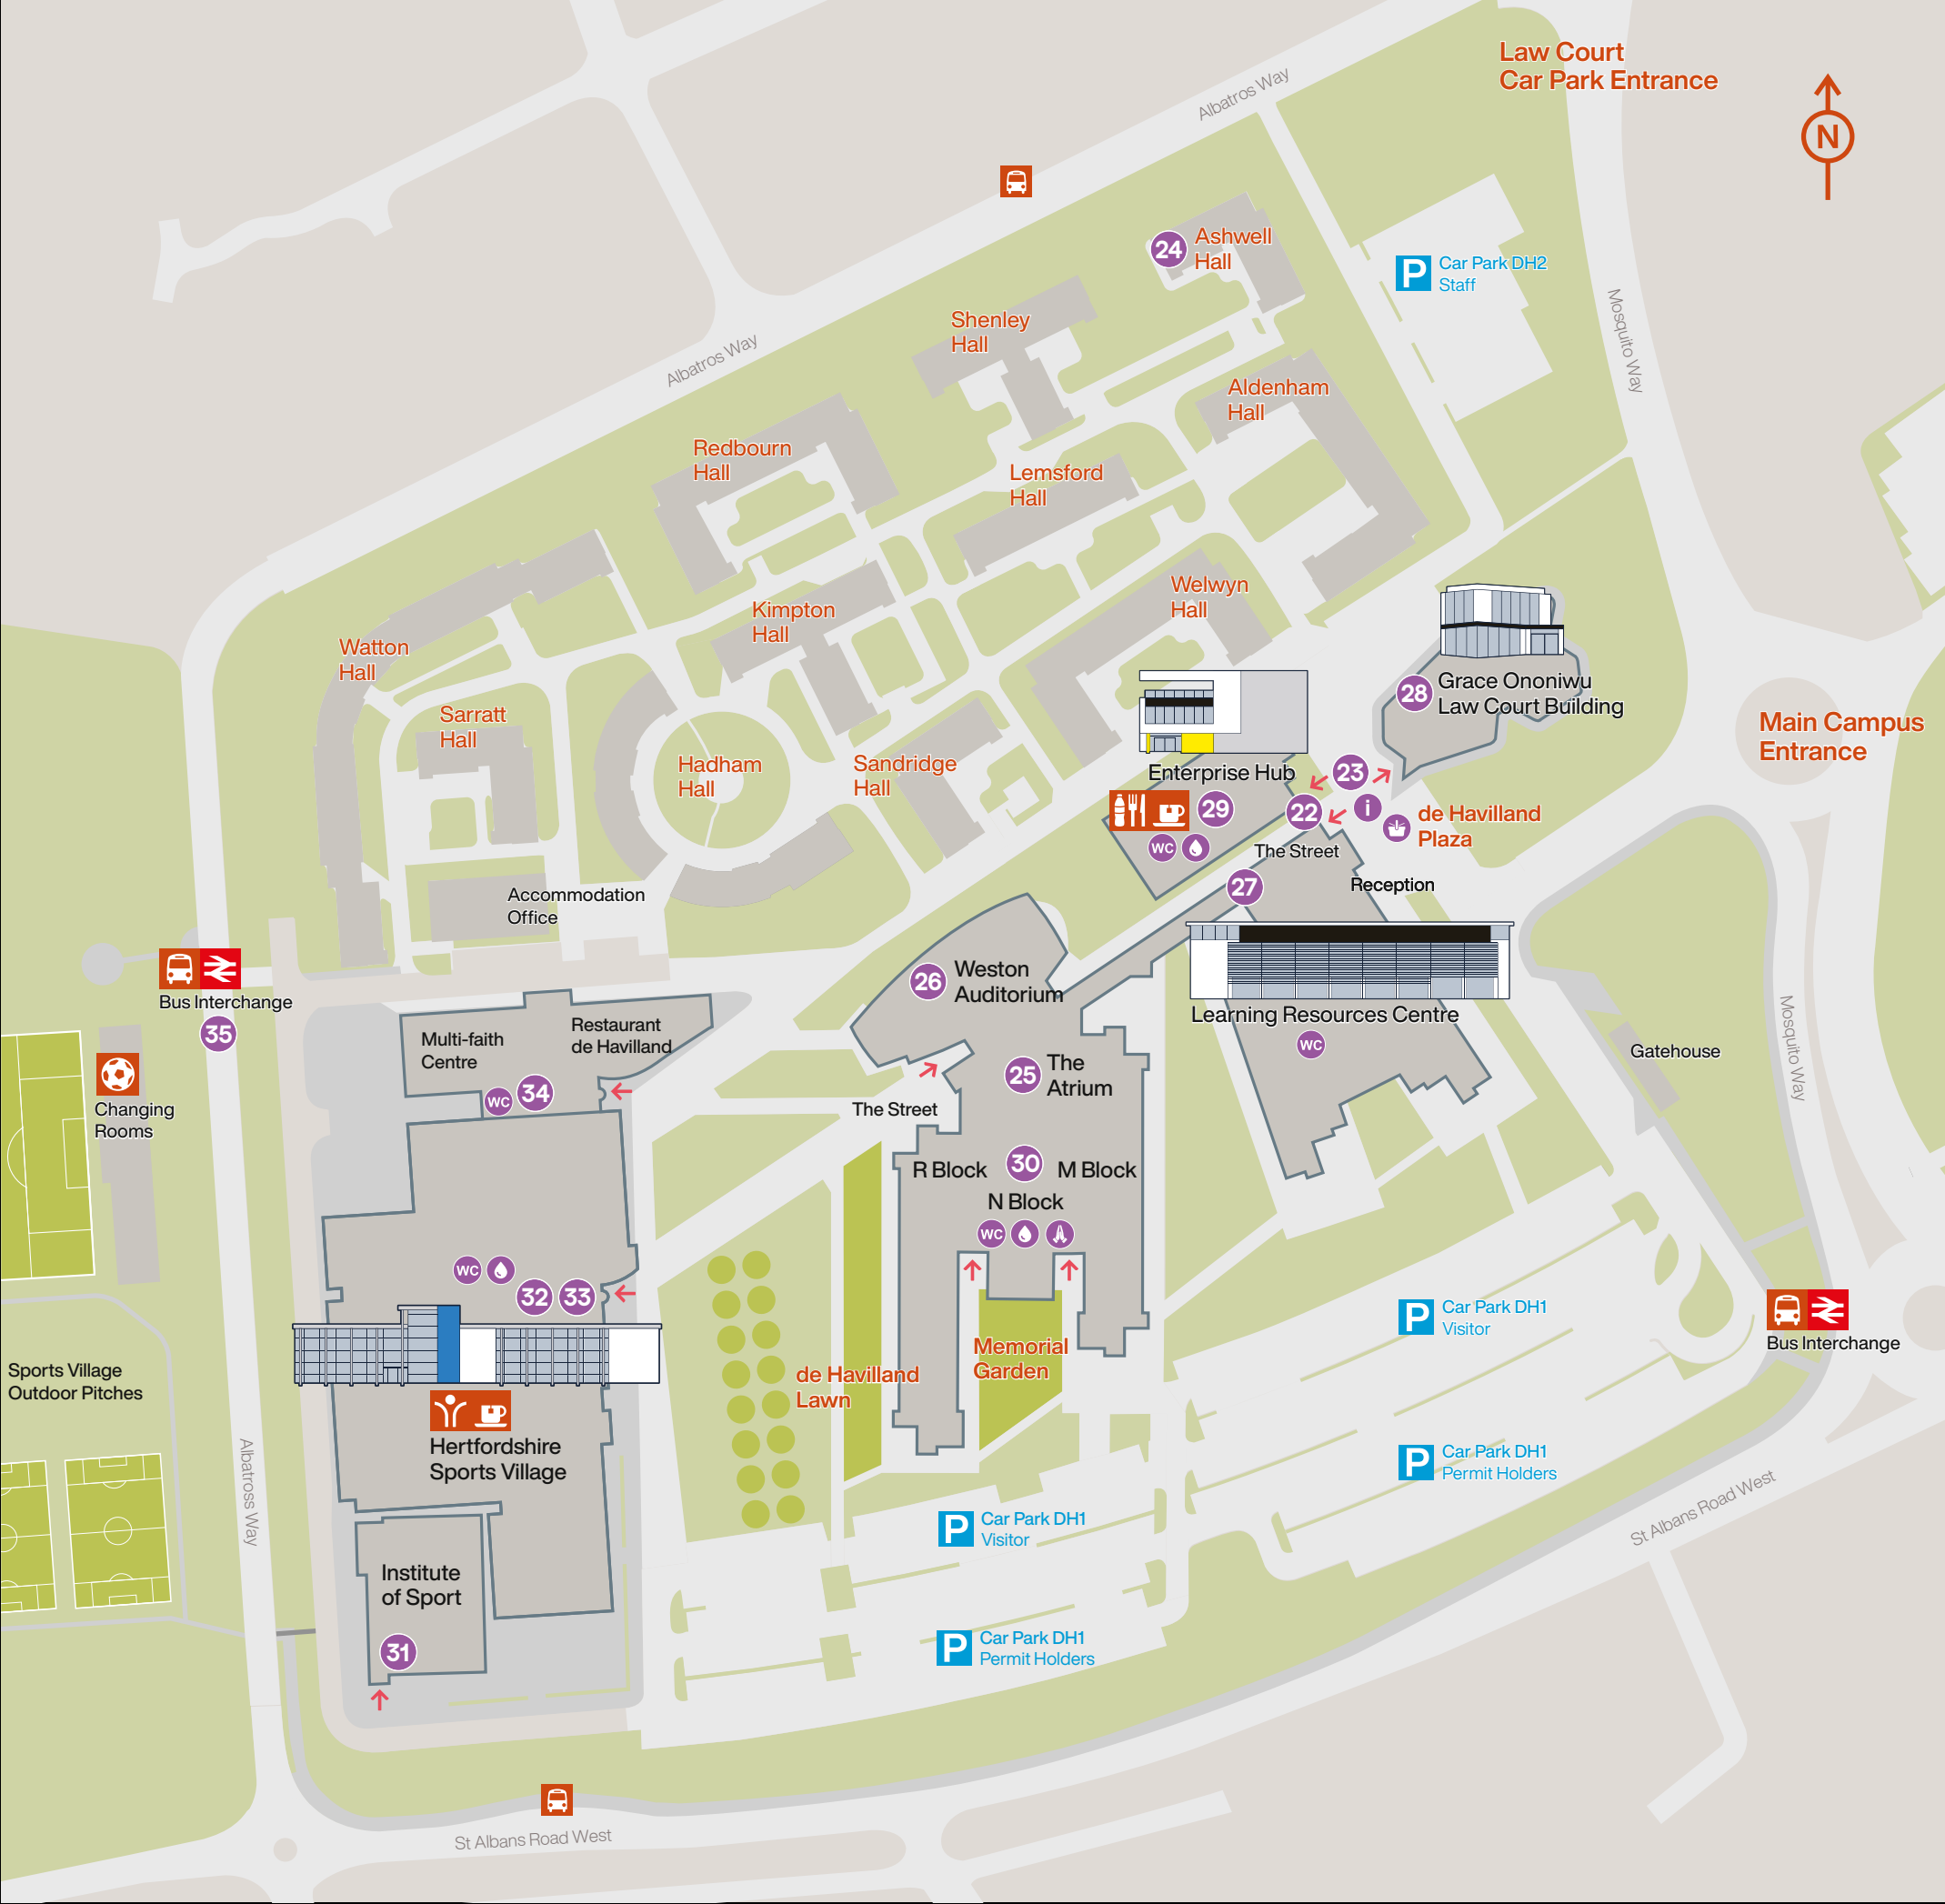 Law Court
Car Park Entrance
N
Albatros Way
24
Ashwell
Hall
P
Car Park DH2
Staff
Mosquito Way
Shenley
Hall
Albatros Way
Aldenham
Hall
Redbourn
Hall
Lemsford
Hall
Welwyn
Hall
Kimpton
Hall
Watton
Hall
28
Grace Ononiwu
Law Court Building
Sarratt
Hall
Main Campus
Entrance
Hadham
Hall
Sandridge
Hall
Enterprise Hub
23
29
22
i
de Havilland
Plaza
WC
The Street
Reception
27
Accommodation
Office
26
Weston
Auditorium
Bus Interchange
35
Learning Resources Centre
WC
Mosquito Way
Gatehouse
Multi-faith
Centre
Restaurant
de Havilland
WC
34
25
The
Atrium
The Street
Changing
Rooms
R Block
30
M Block
N Block
WC
WC
32
33
P
Car Park DH1
Visitor
Bus Interchange
Memorial
Garden
de Havilland
Lawn
Sports Village
Outdoor Pitches
Hertfordshire
Sports Village
Albatross Way
P
Car Park DH1
Permit Holders
St Albans Road West
P
Car Park DH1
Visitor
Institute
of Sport
31
P
Car Park DH1
Permit Holders
St Albans Road West